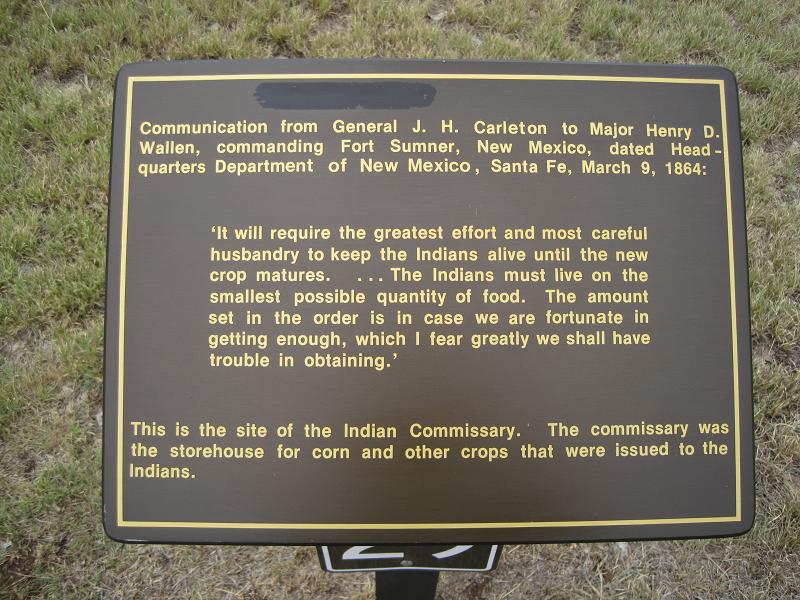 Communication from General J. H. Carleton to Major Henry D.
Wallen, commanding Fort Sumner, New Mexico, dated Head-
quarters Department of New Mexico, Santa Fe, March 9, 1864:
'It will require the greatest effort and most careful
husbandry to keep the Indians alive until the new
crop matures. ... The Indians must live on the
smallest possible quantity of food. The amount
set in the order is in case we are fortunate in
getting enough, which I fear greatly we shall have
trouble in obtaining.'
This is the site of the Indian Commissary. The commissary was
the storehouse for corn and other crops that were issued to the
Indians.